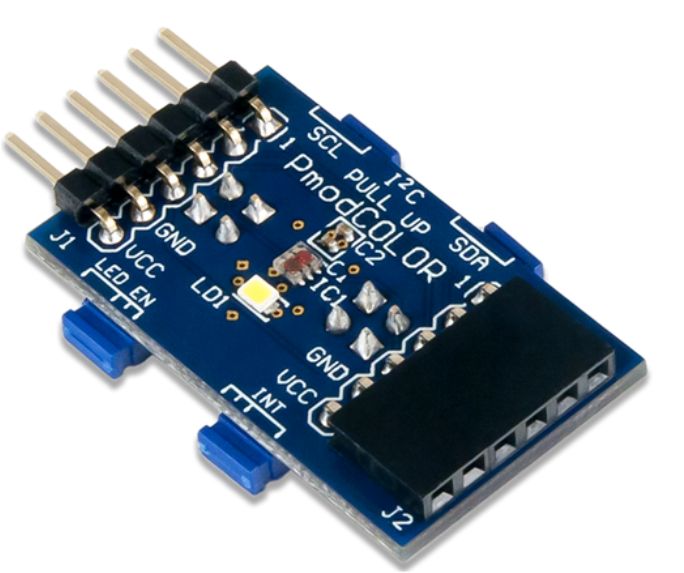 1
SCL
I²C
PULL UP
SDA
PmodCOLOR
1
J1
VCC
GND
LED EN
LD1
C2
C1
IC1
GND
VCC
INT
J2